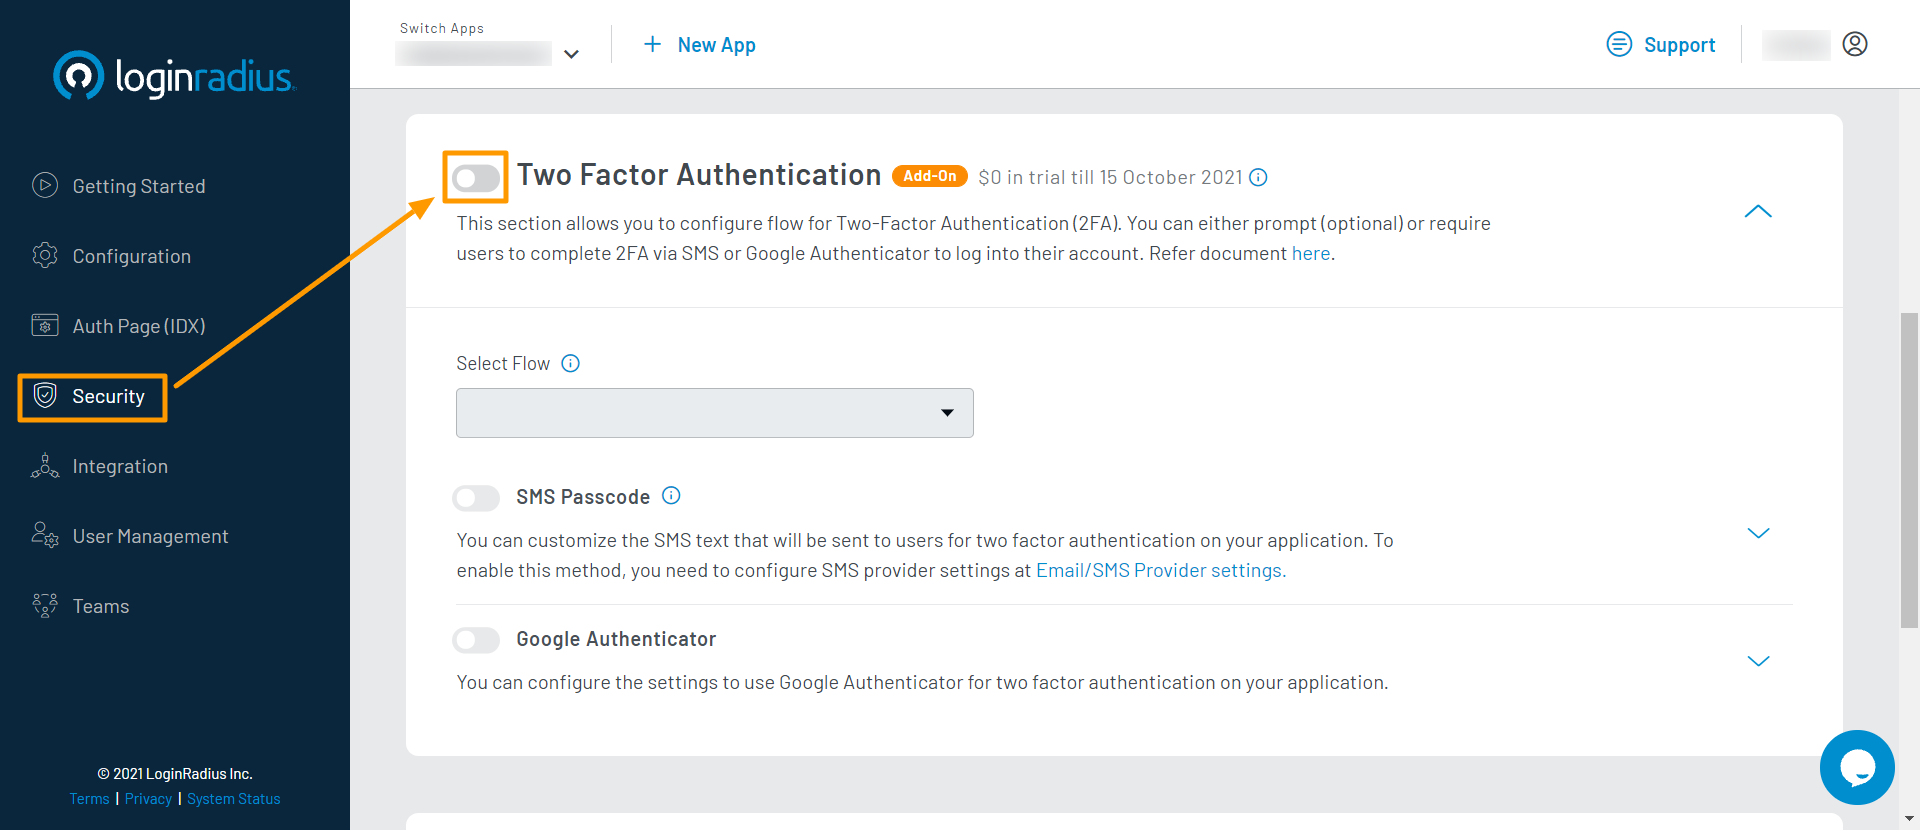 loginradius
Getting Started
Configuration
Auth Page (IDX)
Security
Integration
User Management
Teams
© 2021 LoginRadius Inc.
Terms | Privacy | System Status
Switch Apps
+ New App
Support
Two Factor Authentication Add-On $0 in trial till 15 October 2021
This section allows you to configure flow for Two-Factor Authentication (2FA). You can either prompt (optional) or require
users to complete 2FA via SMS or Google Authenticator to log into their account. Refer document here.
Select Flow
SMS Passcode
You can customize the SMS text that will be sent to users for two factor authentication on your application. To
enable this method, you need to configure SMS provider settings at Email/SMS Provider settings.
Google Authenticator
You can configure the settings to use Google Authenticator for two factor authentication on your application.